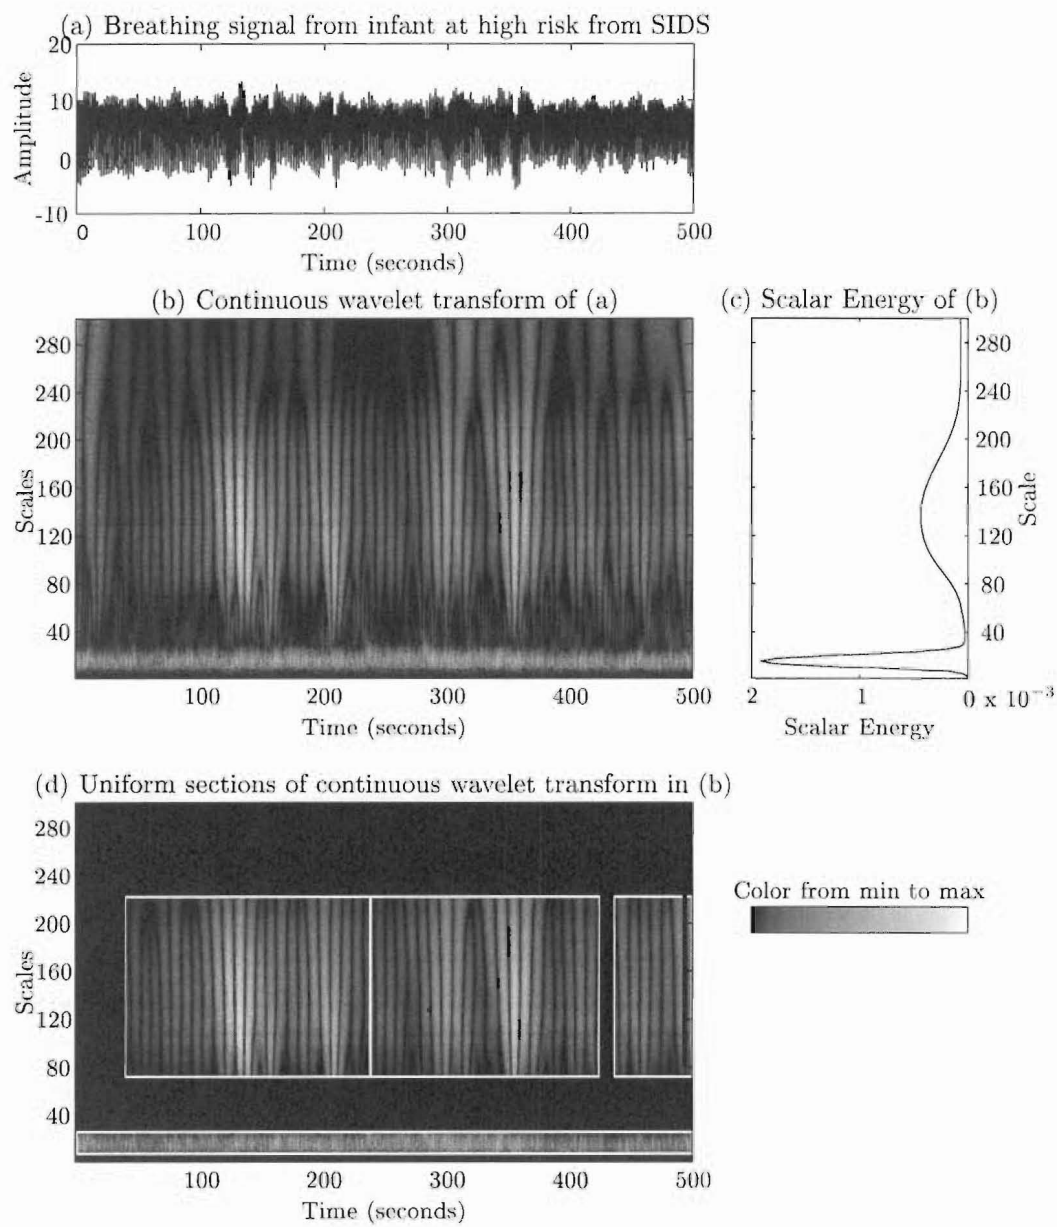 (a) Breathing signal from infant at high risk from SIDS
20
10
0
-10
Amplitude
0 100 200 300 400 500
Time (seconds)
(b) Continuous wavelet transform of (a)
280
240
200
160
120
80
40
Scales
100 200 300 400 500
Time (seconds)
(c) Scalar Energy of (b)
280
240
200
160
120
80
40
Scale
2 1 0 x 10⁻³
Scalar Energy
(d) Uniform sections of continuous wavelet transform in (b)
280
240
200
160
120
80
40
Scales
100 200 300 400 500
Time (seconds)
Color from min to max